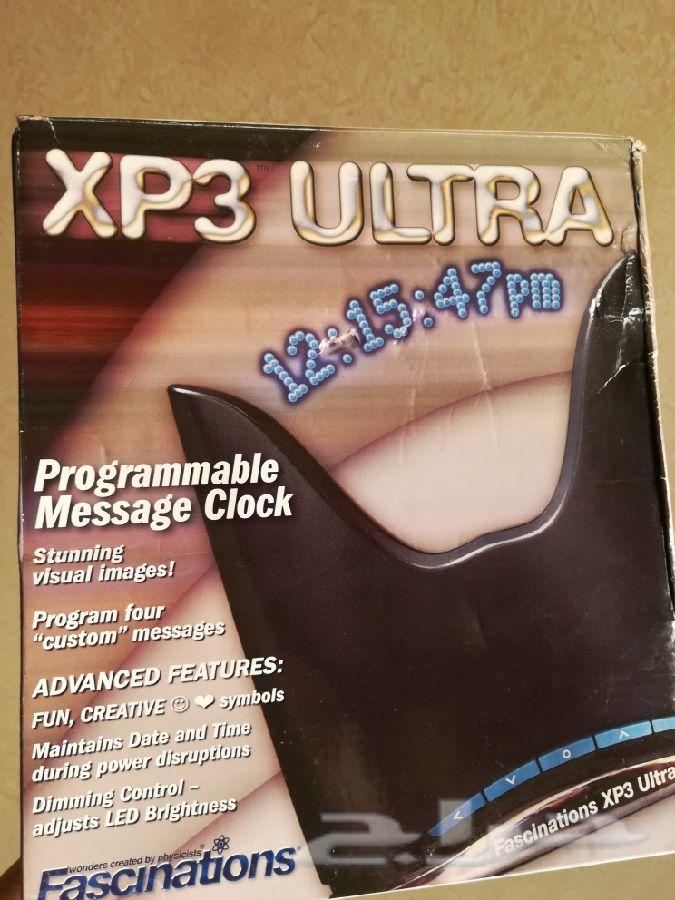 XP3™ ULTRA
12:15:47pm
Programmable
Message Clock
Stunning
visual images!
Program four
"custom" messages
ADVANCED FEATURES:
FUN, CREATIVE ☺ ❤ symbols
Maintains Date and Time
during power disruptions
Dimming Control –
adjusts LED Brightness
wonders created by physicists®
Fascinations®
Fascinations XP3 Ultra
حراج